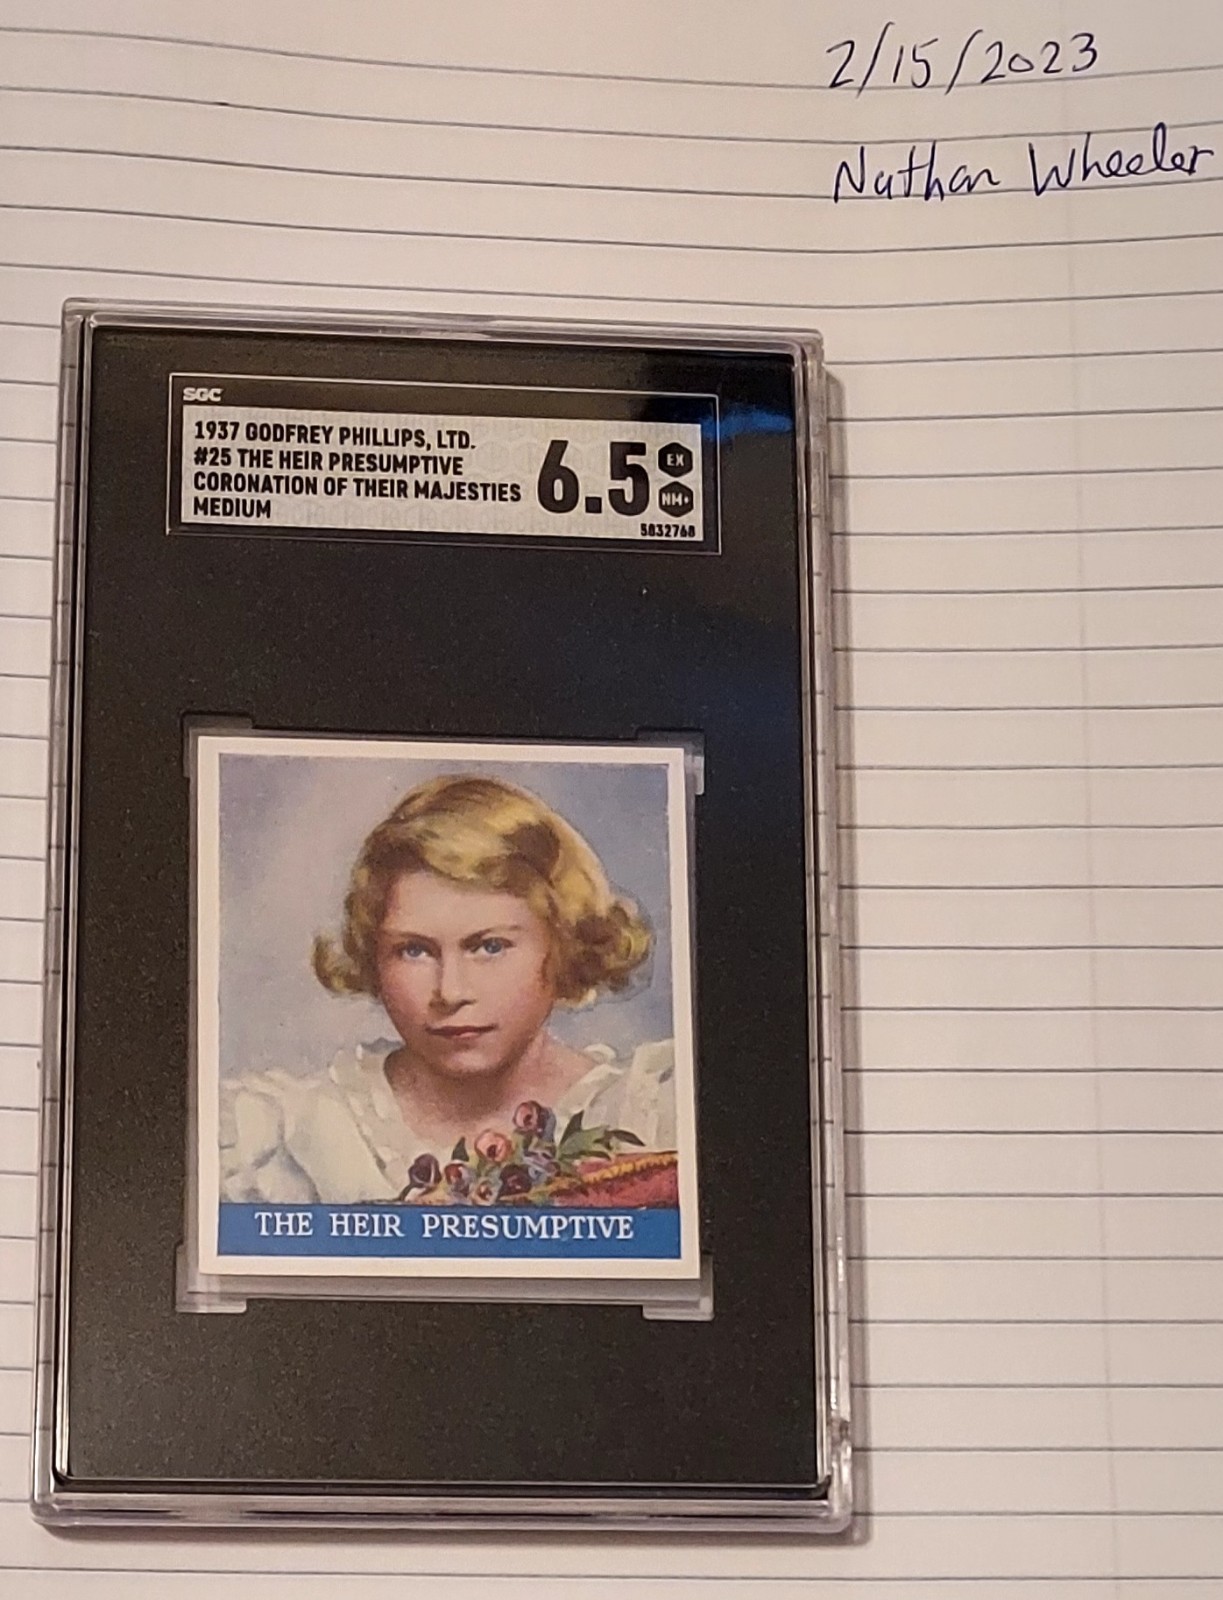 2/15/2023
Nathan Wheeler
SGC
1937 GODFREY PHILLIPS, LTD.
#25 THE HEIR PRESUMPTIVE
CORONATION OF THEIR MAJESTIES
MEDIUM
6.5
EX
NM+
5832768
THE HEIR PRESUMPTIVE